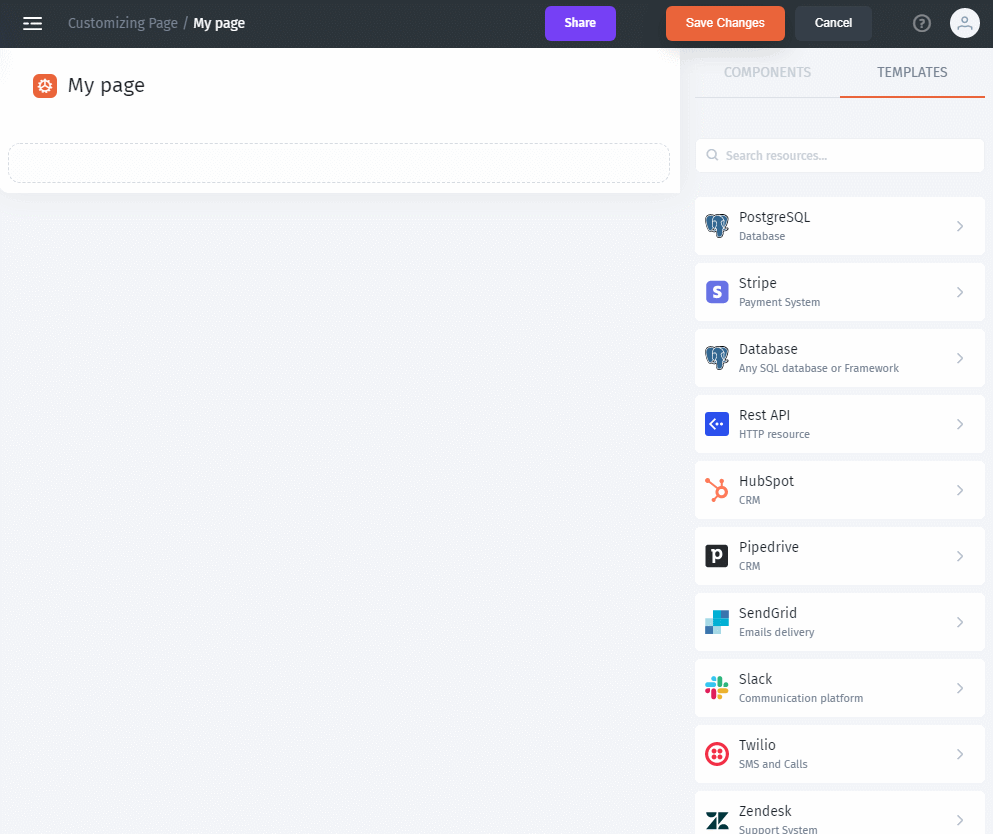 Customizing Page / My page
Share
Save Changes
Cancel
?
My page
COMPONENTS
TEMPLATES
Search resources...
PostgreSQL
Database
S
Stripe
Payment System
Database
Any SQL database or Framework
Rest API
HTTP resource
HubSpot
CRM
p
Pipedrive
CRM
SendGrid
Emails delivery
Slack
Communication platform
Twilio
SMS and Calls
Zendesk
Support System